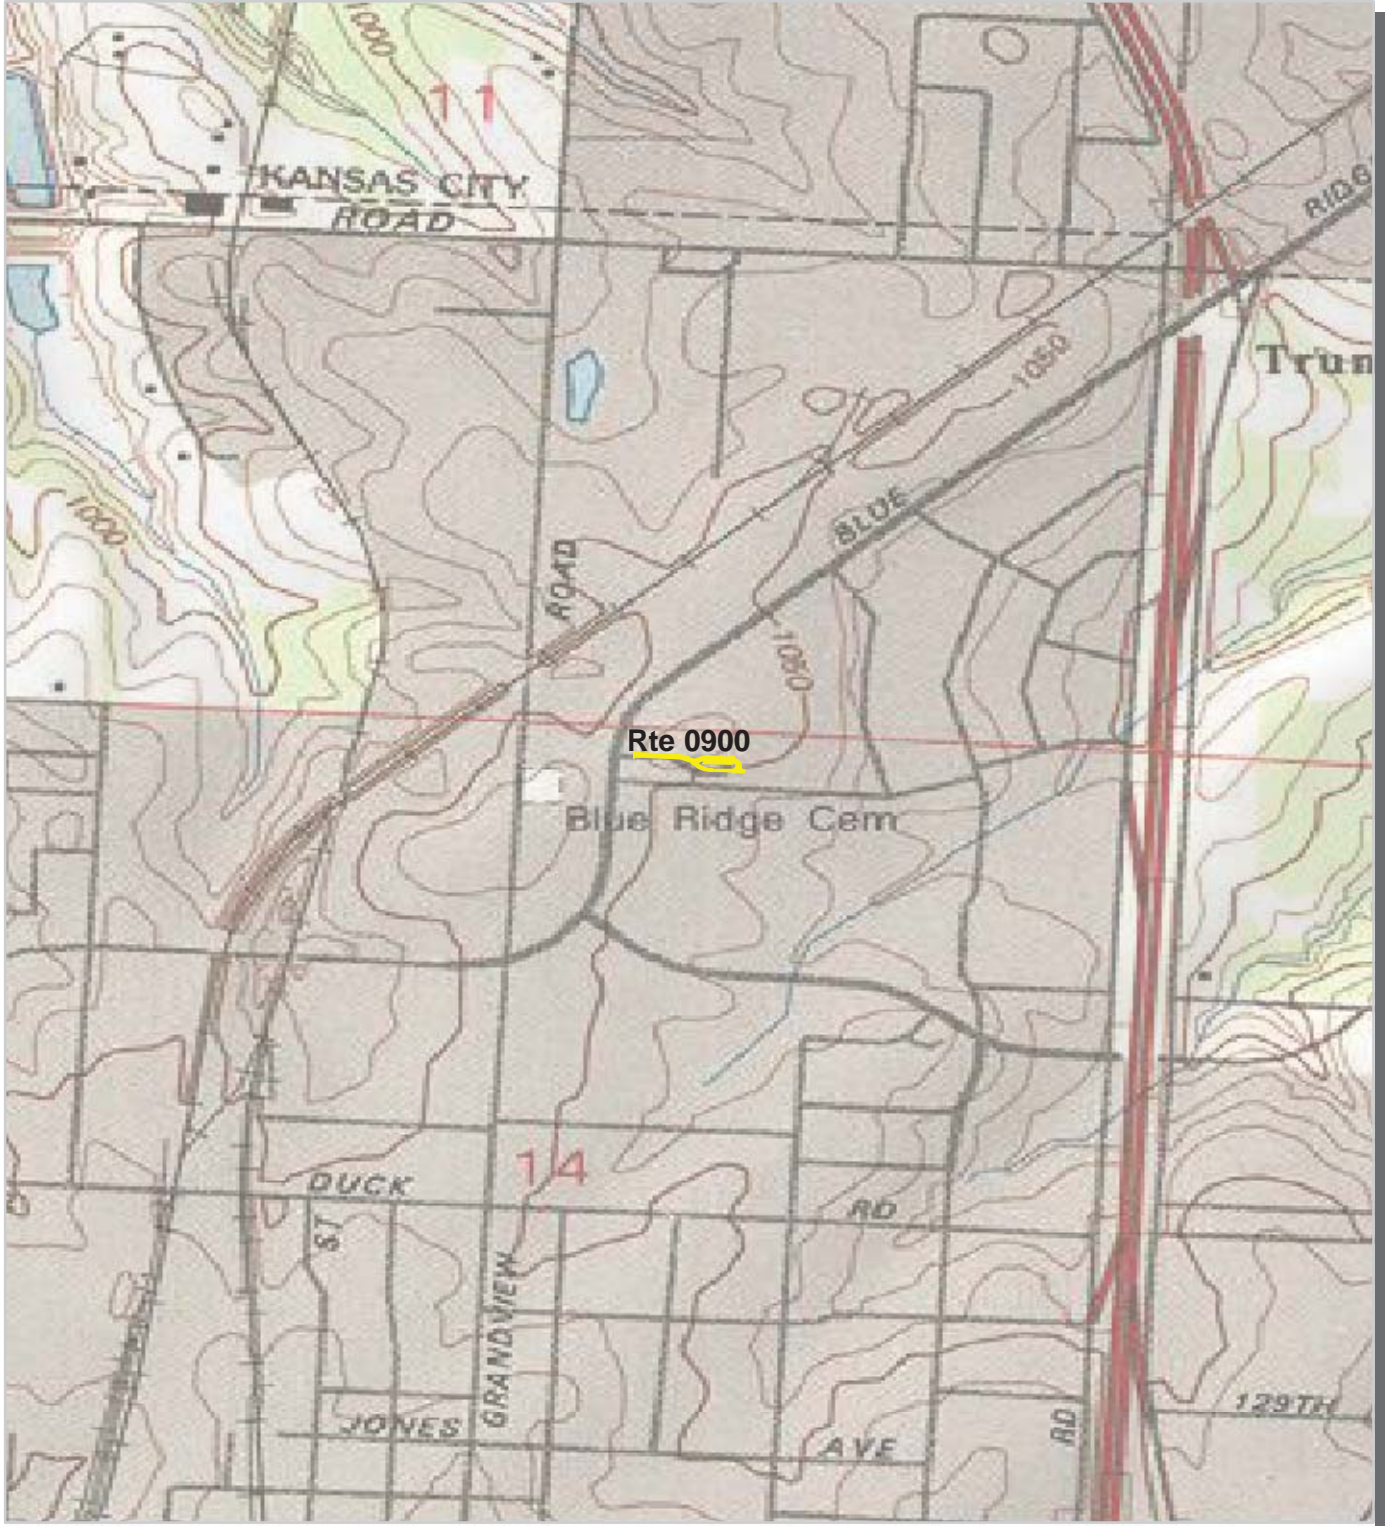 1000
11
KANSAS CITY
ROAD
RIDGE
1050
Trum
1000
BLUE
ROAD
1050
Rte 0900
Blue Ridge Cem
14
DUCK
RD
ST
GRANDVIEW
129TH
JONES
AVE
RD